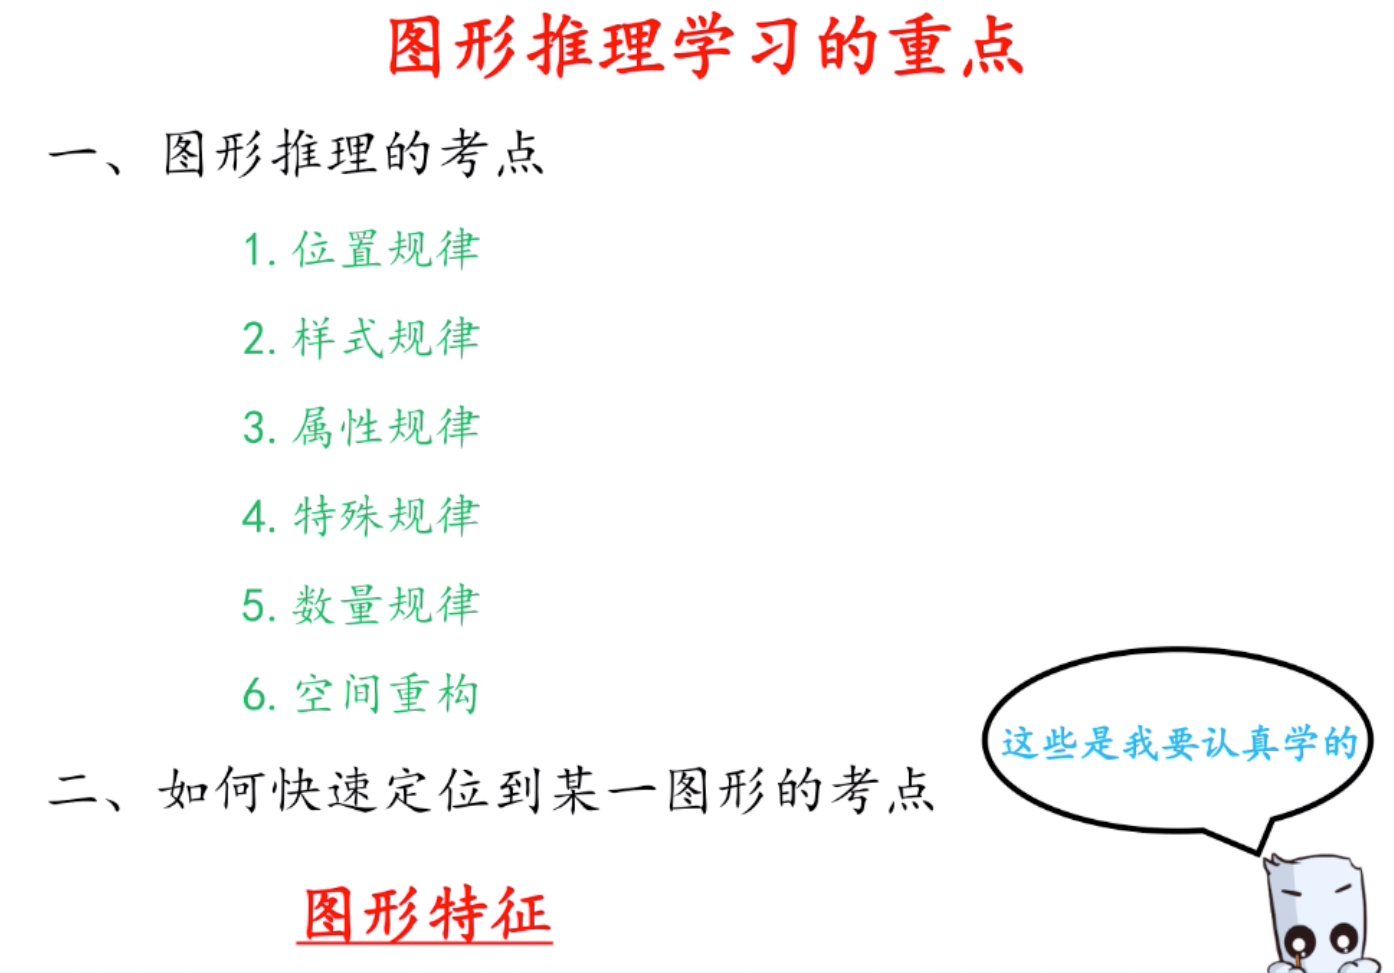 图形推理学习的重点
一、图形推理的考点
1.位置规律
2.样式规律
3.属性规律
4.特殊规律
5.数量规律
6.空间重构
这些是我要认真学的
二、如何快速定位到某一图形的考点
图形特征